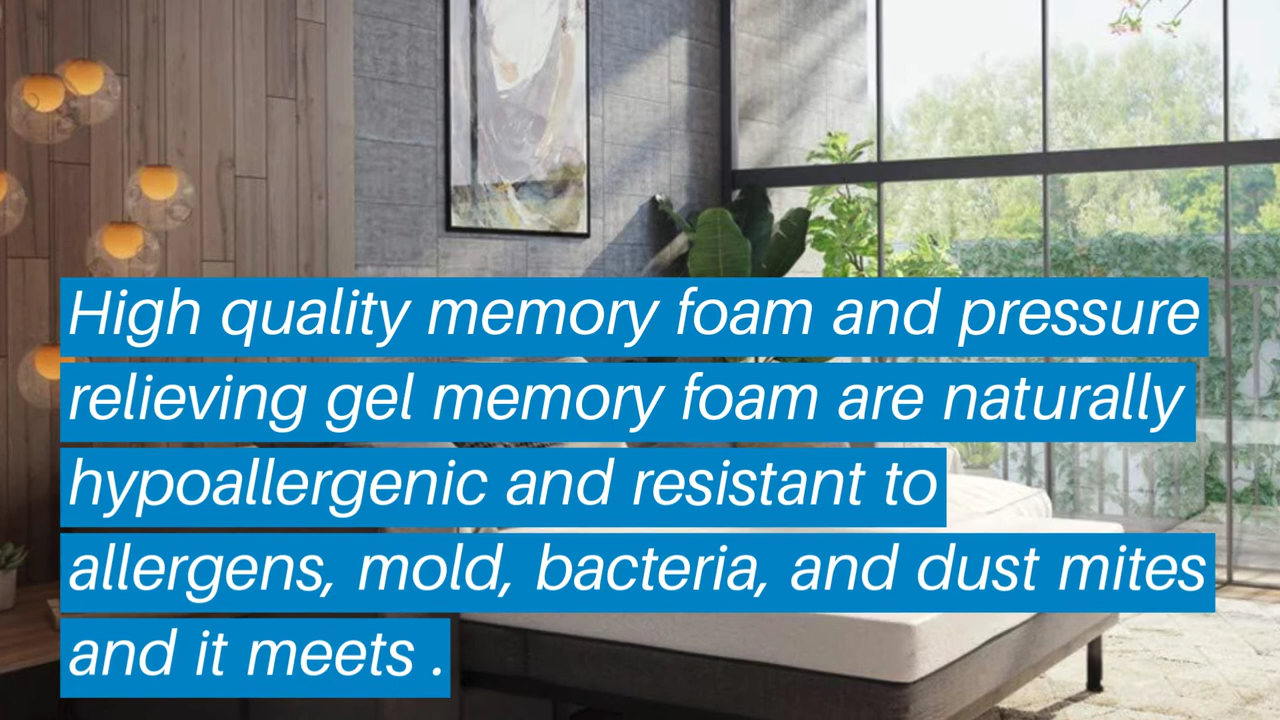 High quality memory foam and pressure
relieving gel memory foam are naturally
hypoallergenic and resistant to
allergens, mold, bacteria, and dust mites
and it meets .